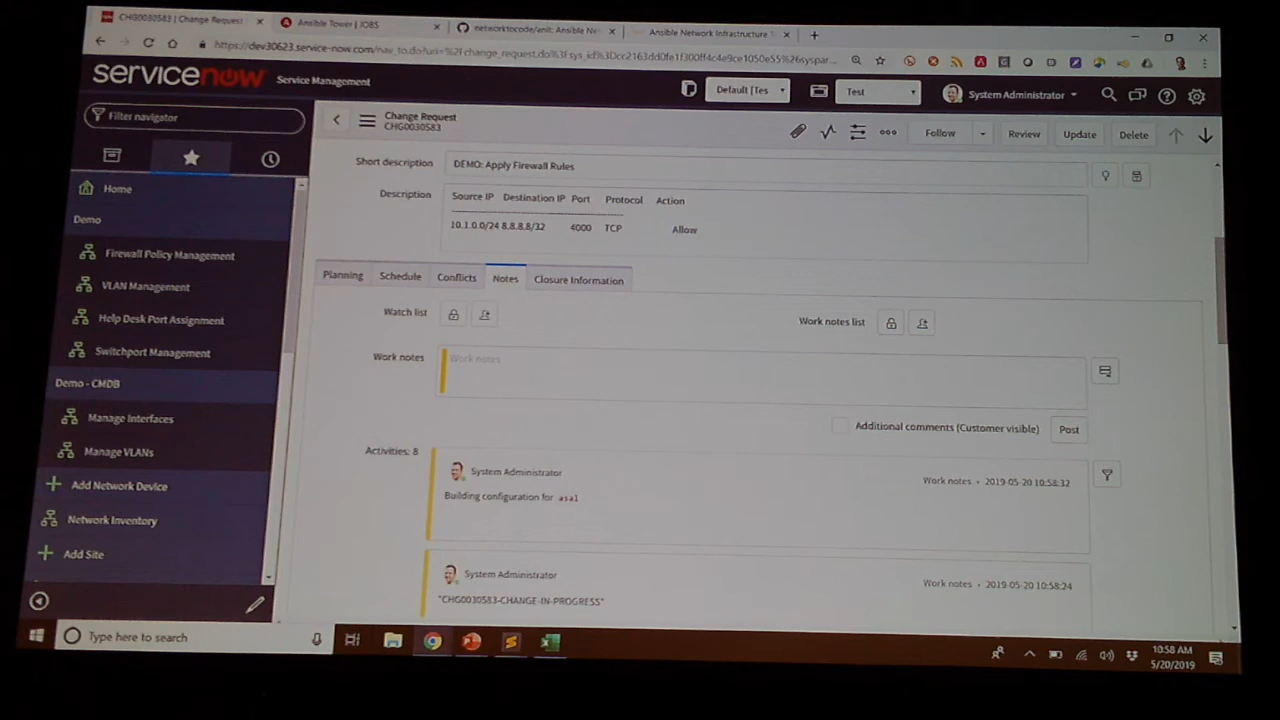 CHG0030583 | Change Request
Ansible Tower | JOBS
networktocode/enit: Ansible Ne
Ansible Network Infrastructure T
servicenow Service Management
Default [Tes
Test
System Administrator
Filter navigator
Change Request
CHG0030583
Follow
Review
Update
Delete
Home
Demo
Firewall Policy Management
VLAN Management
Help Desk Port Assignment
Switchport Management
Demo - CMDB
Manage Interfaces
Manage VLANs
Add Network Device
Network Inventory
Add Site
Short description DEMO: Apply Firewall Rules
Description Source IP Destination IP Port Protocol Action
10.1.0.0/24 8.8.8.8/32 4000 TCP Allow
Planning Schedule Conflicts Notes Closure Information
Watch list
Work notes list
Work notes Work notes
Additional comments (Customer visible) Post
Activities: 8
System Administrator
Work notes • 2019-05-20 10:58:32
Building configuration for asa1
System Administrator
Work notes • 2019-05-20 10:58:24
"CHG0030583-CHANGE-IN-PROGRESS"
Type here to search
10:58 AM
5/20/2019